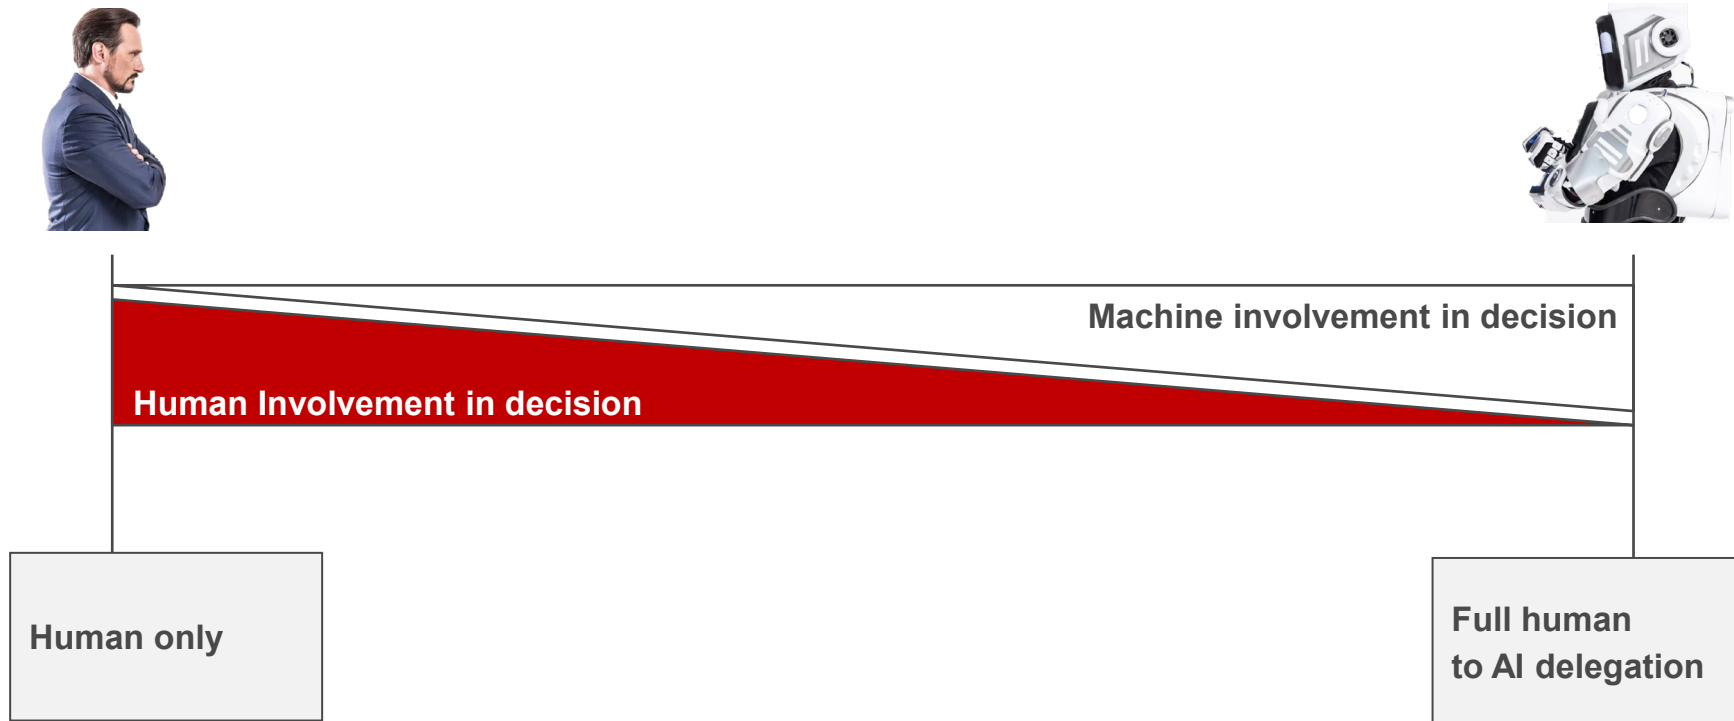 Machine involvement in decision
Human Involvement in decision
Human only
Full human
to AI delegation